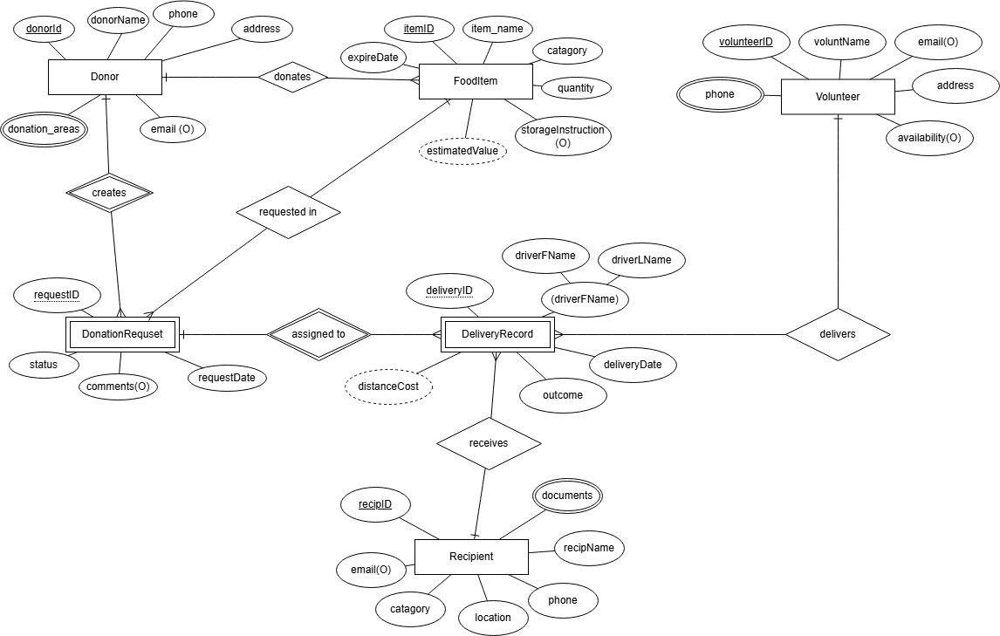 donorId
donorName
phone
address
Donor
donation_areas
email (O)
donates
itemID
item_name
expireDate
catagory
FoodItem
quantity
storageInstruction
(O)
estimatedValue
volunteerID
voluntName
email(O)
phone
Volunteer
address
availability(O)
creates
requested in
requestID
DonationRequset
status
comments(O)
requestDate
assigned to
deliveryID
driverFName
driverLName
(driverFName)
DeliveryRecord
deliveryDate
distanceCost
outcome
delivers
receives
recipID
documents
Recipient
recipName
email(O)
catagory
location
phone